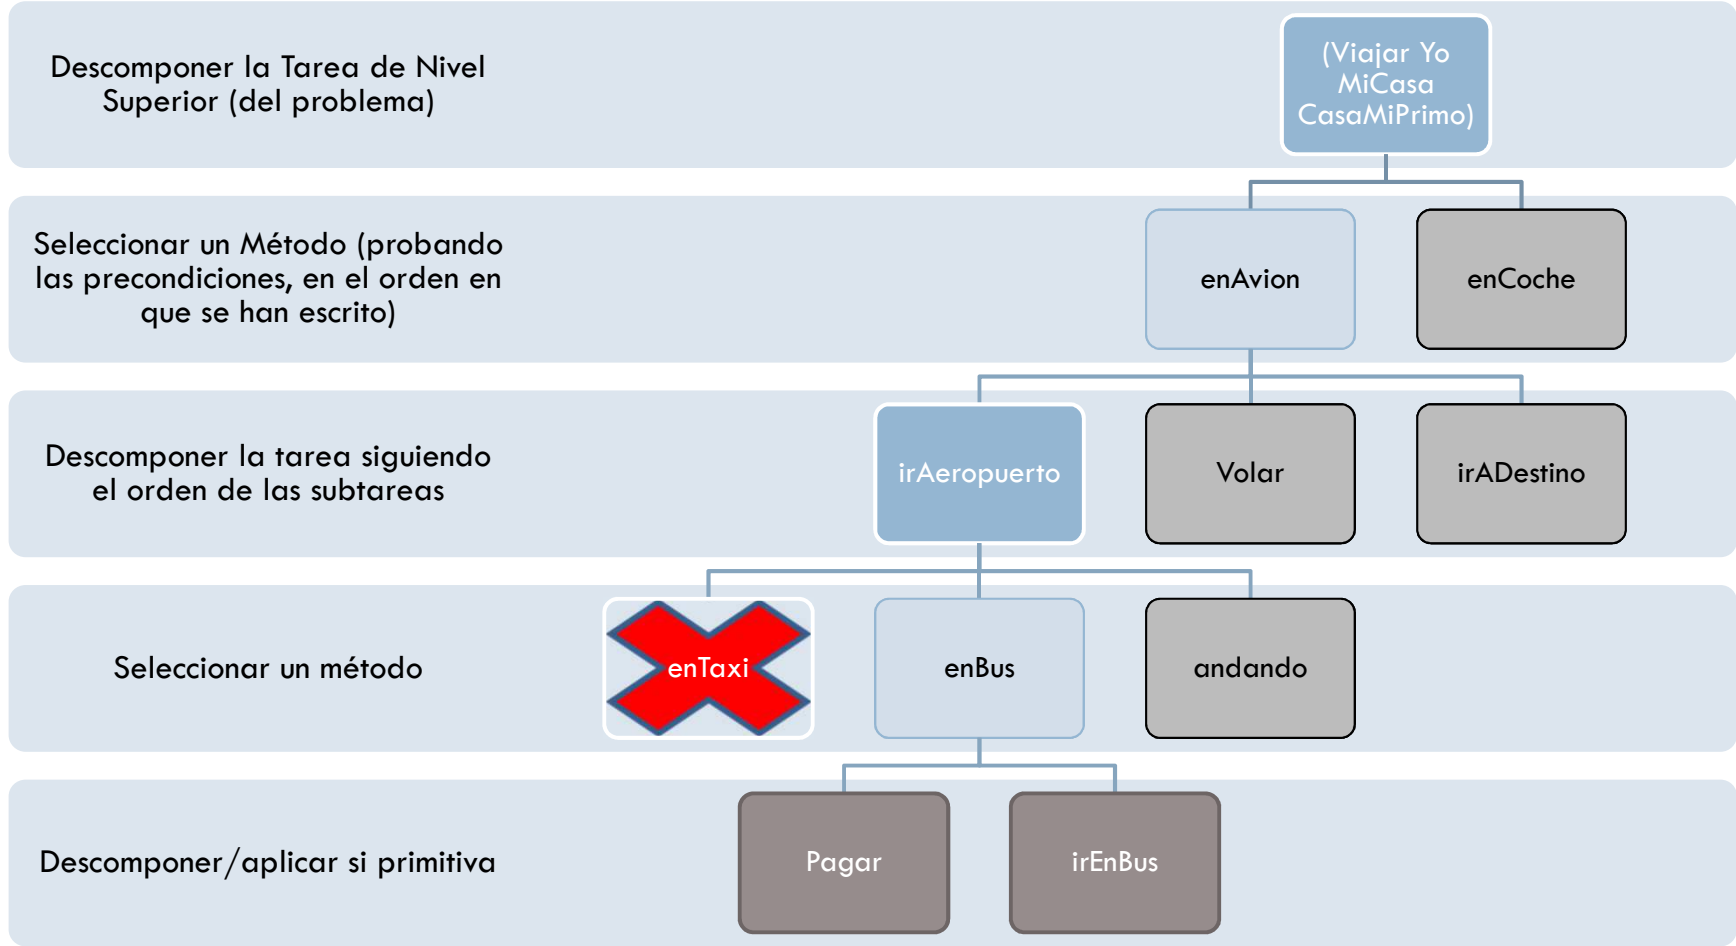 Descomponer la Tarea de Nivel
Superior (del problema)
(Viajar Yo
MiCasa
CasaMiPrimo)
Seleccionar un Método (probando
las precondiciones, en el orden en
que se han escrito)
enAvion
enCoche
Descomponer la tarea siguiendo
el orden de las subtareas
irAeropuerto
Volar
irADestino
Seleccionar un método
enTaxi
enBus
andando
Descomponer/aplicar si primitiva
Pagar
irEnBus